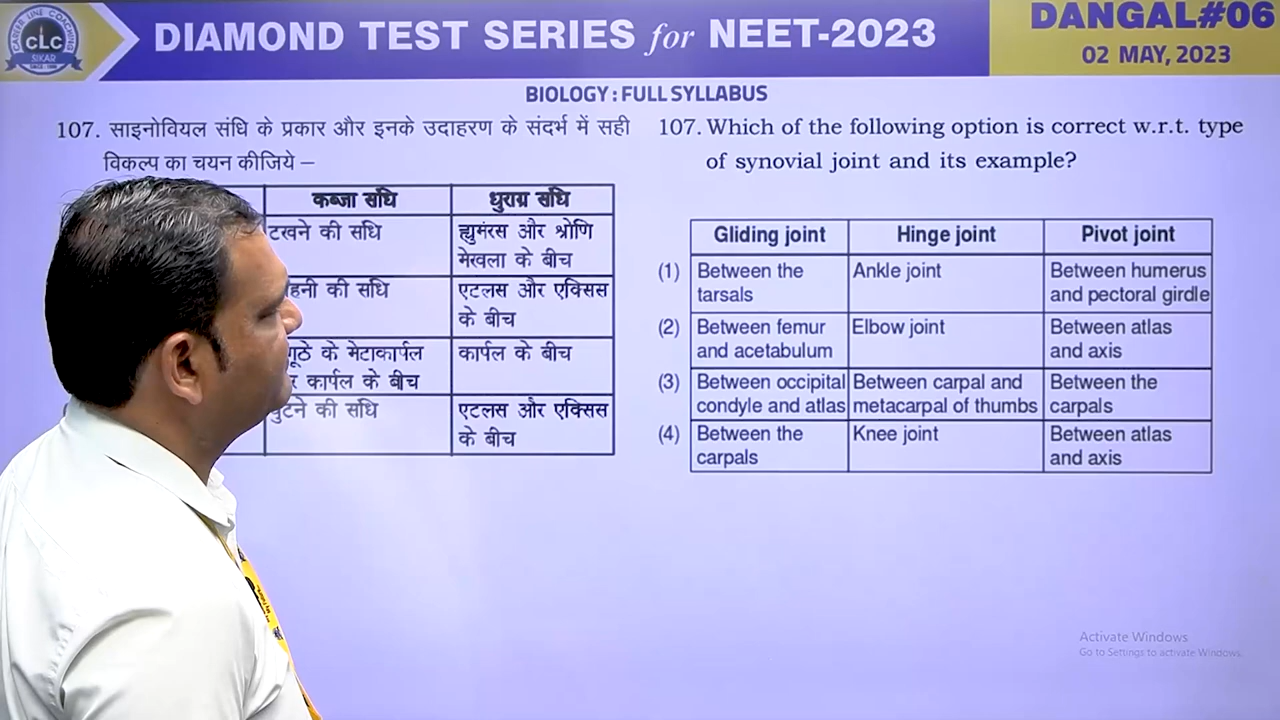 CAREER LINE COACHING
CLC
SIKAR
DIAMOND TEST SERIES for NEET-2023
DANGAL#06
02 MAY, 2023
BIOLOGY : FULL SYLLABUS
107. साइनोवियल संधि के प्रकार और इनके उदाहरण के संदर्भ में सही
विकल्प का चयन कीजिये –
कब्जा संधि धुराग्र संधि
टखने की संधि ह्युमंरस और श्रोणि
मेखला के बीच
की संधि एटलस और एक्सिस
के बीच
के मेटाकार्पल कार्पल के बीच
कार्पल के बीच
की संधि एटलस और एक्सिस
के बीच
107. Which of the following option is correct w.r.t. type
of synovial joint and its example?
Gliding joint Hinge joint Pivot joint
(1) Between the Ankle joint Between humerus
tarsals and pectoral girdle
(2) Between femur Elbow joint Between atlas
and acetabulum and axis
(3) Between occipital Between carpal and Between the
condyle and atlas metacarpal of thumbs carpals
(4) Between the Knee joint Between atlas
carpals and axis
Activate Windows
Go to Settings to activate Windows.